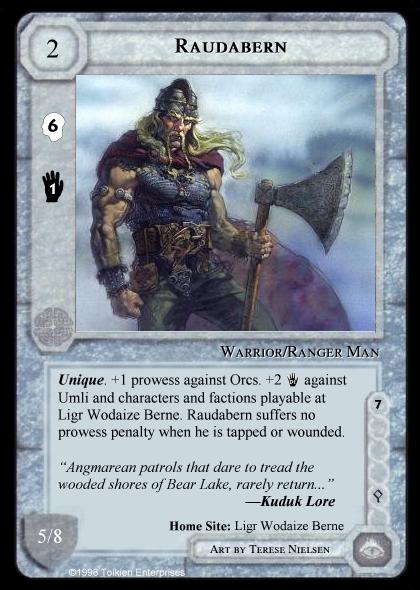 2
RAUDABERN
6
1
WARRIOR/RANGER MAN
Unique. +1 prowess against Orcs. +2 against
Umli and characters and factions playable at
Ligr Wodaize Berne. Raudabern suffers no
prowess penalty when he is tapped or wounded.
7
“Angmarean patrols that dare to tread the
wooded shores of Bear Lake, rarely return...”
—Kuduk Lore
Home Site: Ligr Wodaize Berne
5/8
ART BY TERESE NIELSEN
©1998 Tolkien Enterprises